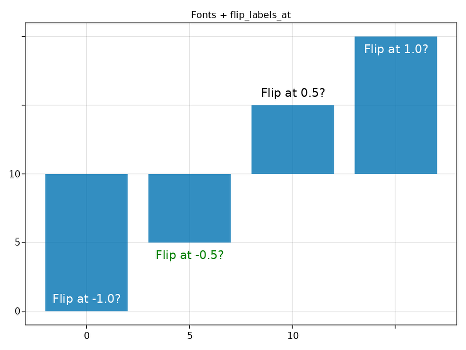 Fonts + flip_labels_at
Flip at 1.0?
Flip at 0.5?
10
5
Flip at -0.5?
Flip at -1.0?
0
0 5 10